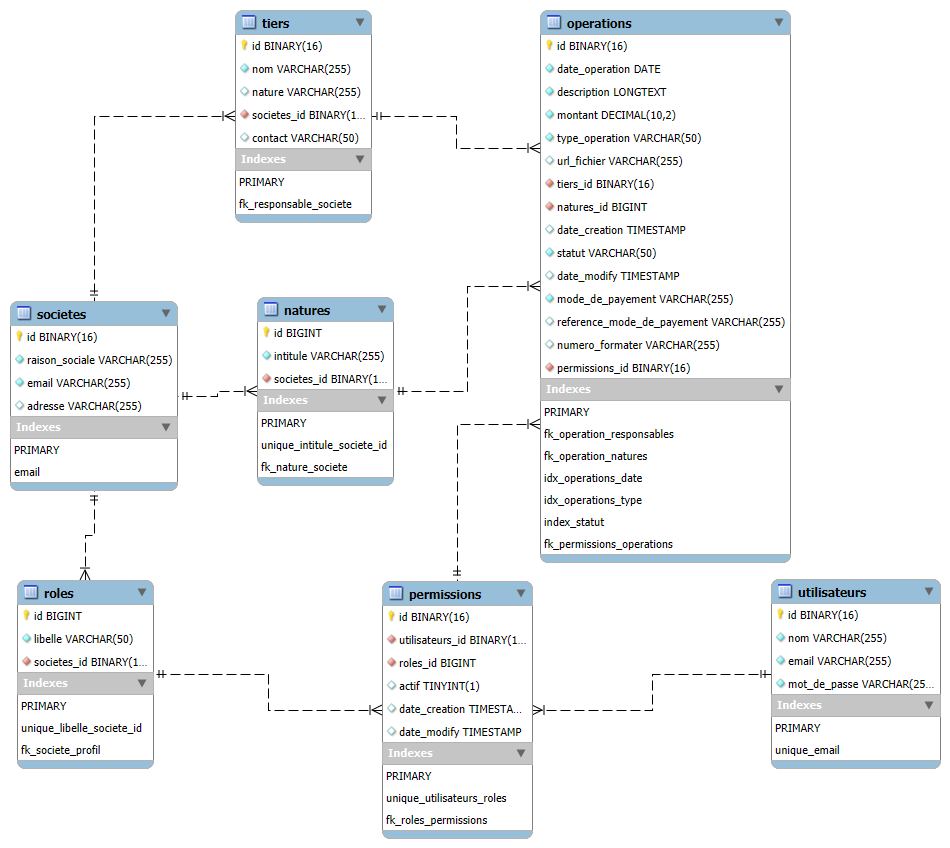 tiers
id BINARY(16)
nom VARCHAR(255)
nature VARCHAR(255)
societes_id BINARY(1...
contact VARCHAR(50)
Indexes
PRIMARY
fk_responsable_societe
operations
id BINARY(16)
date_operation DATE
description LONGTEXT
montant DECIMAL(10,2)
type_operation VARCHAR(50)
url_fichier VARCHAR(255)
tiers_id BINARY(16)
natures_id BIGINT
date_creation TIMESTAMP
statut VARCHAR(50)
date_modify TIMESTAMP
mode_de_payement VARCHAR(255)
reference_mode_de_payement VARCHAR(255)
numero_formater VARCHAR(255)
permissions_id BINARY(16)
Indexes
PRIMARY
fk_operation_responsables
fk_operation_natures
idx_operations_date
idx_operations_type
index_statut
fk_permissions_operations
societes
id BINARY(16)
raison_sociale VARCHAR(255)
email VARCHAR(255)
adresse VARCHAR(255)
Indexes
PRIMARY
email
natures
id BIGINT
intitule VARCHAR(255)
societes_id BINARY(1...
Indexes
PRIMARY
unique_intitule_societe_id
fk_nature_societe
roles
id BIGINT
libelle VARCHAR(50)
societes_id BINARY(1...
Indexes
PRIMARY
unique_libelle_societe_id
fk_societe_profil
permissions
id BINARY(16)
utilisateurs_id BINARY(1...
roles_id BIGINT
actif TINYINT(1)
date_creation TIMESTA...
date_modify TIMESTAMP
Indexes
PRIMARY
unique_utilisateurs_roles
fk_roles_permissions
utilisateurs
id BINARY(16)
nom VARCHAR(255)
email VARCHAR(255)
mot_de_passe VARCHAR(25...
Indexes
PRIMARY
unique_email